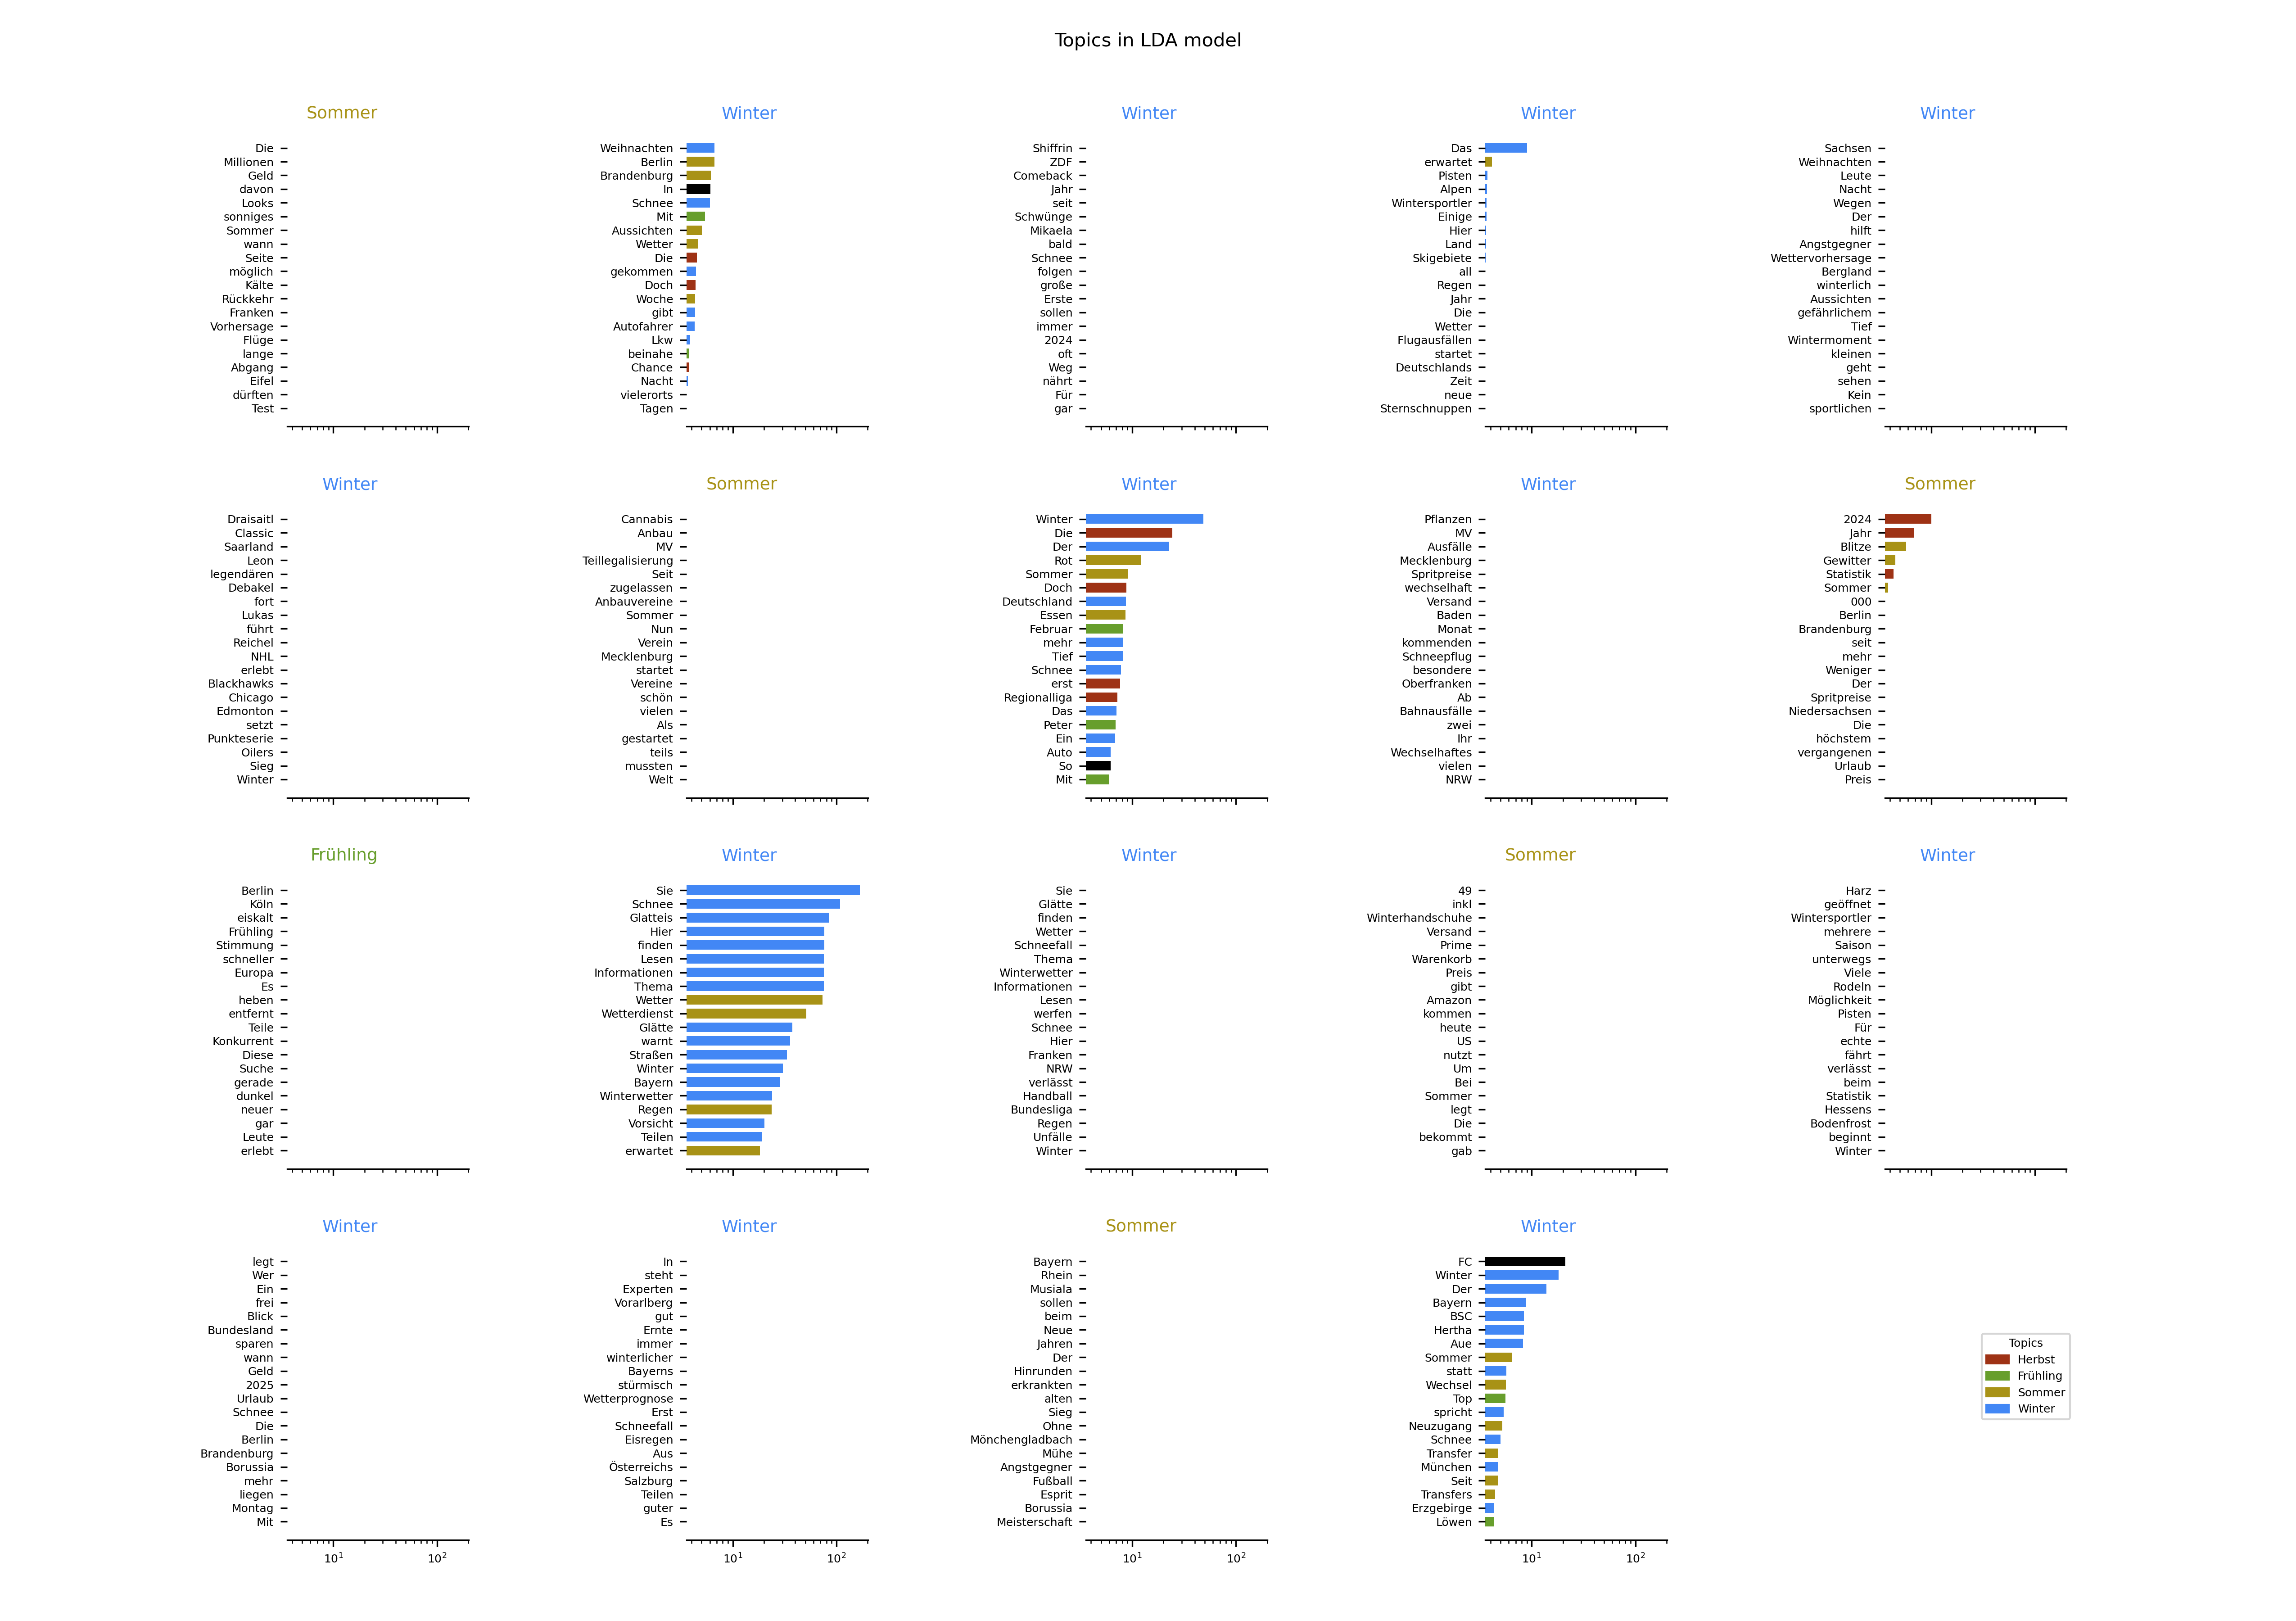 Topics in LDA model
Sommer
Die
Millionen
Geld
davon
Looks
sonniges
Sommer
wann
Seite
möglich
Kälte
Rückkehr
Franken
Vorhersage
Flüge
lange
Abgang
Eifel
dürften
Test
Winter
Weihnachten
Berlin
Brandenburg
In
Schnee
Mit
Aussichten
Wetter
Die
gekommen
Doch
Woche
gibt
Autofahrer
Lkw
beinahe
Chance
Nacht
vielerorts
Tagen
Winter
Shiffrin
ZDF
Comeback
Jahr
seit
Schwünge
Mikaela
bald
Schnee
folgen
große
Erste
sollen
immer
2024
oft
Weg
nährt
Für
gar
Winter
Das
erwartet
Pisten
Alpen
Wintersportler
Einige
Hier
Land
Skigebiete
all
Regen
Jahr
Die
Wetter
Flugausfällen
startet
Deutschlands
Zeit
neue
Sternschnuppen
Winter
Sachsen
Weihnachten
Leute
Nacht
Wegen
Der
hilft
Angstgegner
Wettervorhersage
Bergland
winterlich
Aussichten
gefährlichem
Tief
Wintermoment
kleinen
geht
sehen
Kein
sportlichen
Winter
Draisaitl
Classic
Saarland
Leon
legendären
Debakel
fort
Lukas
führt
Reichel
NHL
erlebt
Blackhawks
Chicago
Edmonton
setzt
Punkteserie
Oilers
Sieg
Winter
Sommer
Cannabis
Anbau
MV
Teillegalisierung
Seit
zugelassen
Anbauvereine
Sommer
Nun
Verein
Mecklenburg
startet
Vereine
schön
vielen
Als
gestartet
teils
mussten
Welt
Winter
Winter
Die
Der
Rot
Sommer
Doch
Deutschland
Essen
Februar
mehr
Tief
Schnee
erst
Regionalliga
Das
Peter
Ein
Auto
So
Mit
Winter
Pflanzen
MV
Ausfälle
Mecklenburg
Spritpreise
wechselhaft
Versand
Baden
Monat
kommenden
Schneepflug
besondere
Oberfranken
Ab
Bahnausfälle
zwei
Ihr
Wechselhaftes
vielen
NRW
Sommer
2024
Jahr
Blitze
Gewitter
Statistik
Sommer
000
Berlin
Brandenburg
seit
mehr
Weniger
Der
Spritpreise
Niedersachsen
Die
höchstem
vergangenen
Urlaub
Preis
Frühling
Berlin
Köln
eiskalt
Frühling
Stimmung
schneller
Europa
Es
heben
entfernt
Teile
Konkurrent
Diese
Suche
gerade
dunkel
neuer
gar
Leute
erlebt
Winter
Sie
Schnee
Glatteis
Hier
finden
Lesen
Informationen
Thema
Wetter
Wetterdienst
Glätte
warnt
Straßen
Winter
Bayern
Winterwetter
Regen
Vorsicht
Teilen
erwartet
Winter
Sie
Glätte
finden
Wetter
Schneefall
Thema
Winterwetter
Informationen
Lesen
werfen
Schnee
Hier
Franken
NRW
verlässt
Handball
Bundesliga
Regen
Unfälle
Winter
Sommer
49
inkl
Winterhandschuhe
Versand
Prime
Warenkorb
Preis
gibt
Amazon
kommen
heute
US
nutzt
Um
Bei
Sommer
legt
Die
bekommt
gab
Winter
Harz
geöffnet
Wintersportler
mehrere
Saison
unterwegs
Viele
Rodeln
Möglichkeit
Pisten
Für
echte
fährt
verlässt
beim
Statistik
Hessens
Bodenfrost
beginnt
Winter
Winter
legt
Wer
Ein
frei
Blick
Bundesland
sparen
wann
Geld
2025
Urlaub
Schnee
Die
Berlin
Brandenburg
Borussia
mehr
liegen
Montag
Mit
10¹ 10²
Winter
In
steht
Experten
Vorarlberg
gut
Ernte
immer
winterlicher
Bayerns
stürmisch
Wetterprognose
Erst
Schneefall
Eisregen
Aus
Österreichs
Salzburg
Teilen
guter
Es
10¹ 10²
Sommer
Bayern
Rhein
Musiala
sollen
beim
Neue
Jahren
Der
Hinrunden
erkrankten
alten
Sieg
Ohne
Mönchengladbach
Mühe
Angstgegner
Fußball
Esprit
Borussia
Meisterschaft
10¹ 10²
Winter
FC
Winter
Der
Bayern
BSC
Hertha
Aue
Sommer
statt
Wechsel
Top
spricht
Neuzugang
Schnee
Transfer
München
Seit
Transfers
Erzgebirge
Löwen
10¹ 10²
Topics
Herbst
Frühling
Sommer
Winter